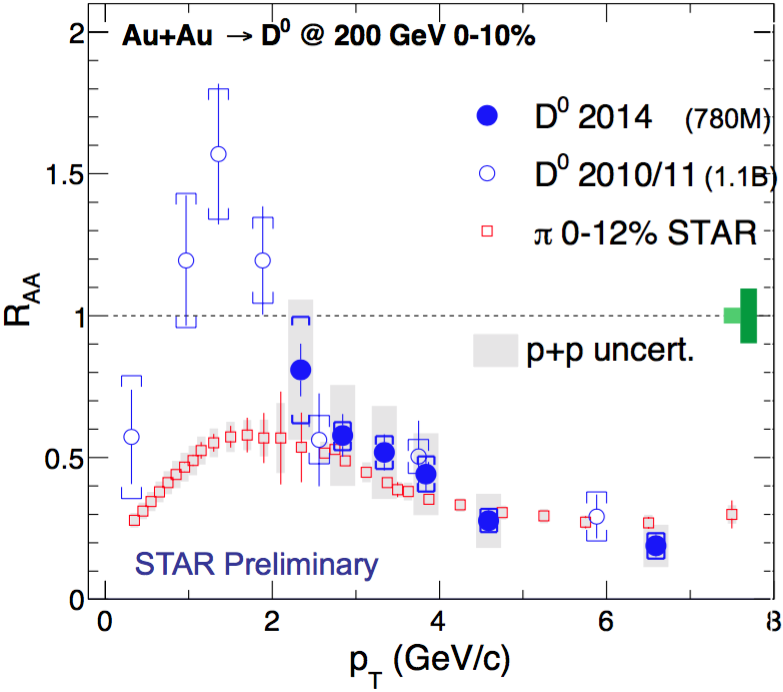 Au+Au → D⁰ @ 200 GeV 0-10%
D⁰ 2014 (780M)
D⁰ 2010/11 (1.1B)
π 0-12% STAR
p+p uncert.
STAR Preliminary
R_AA
2
1.5
1
0.5
0
0 2 4 6 8
p_T (GeV/c)